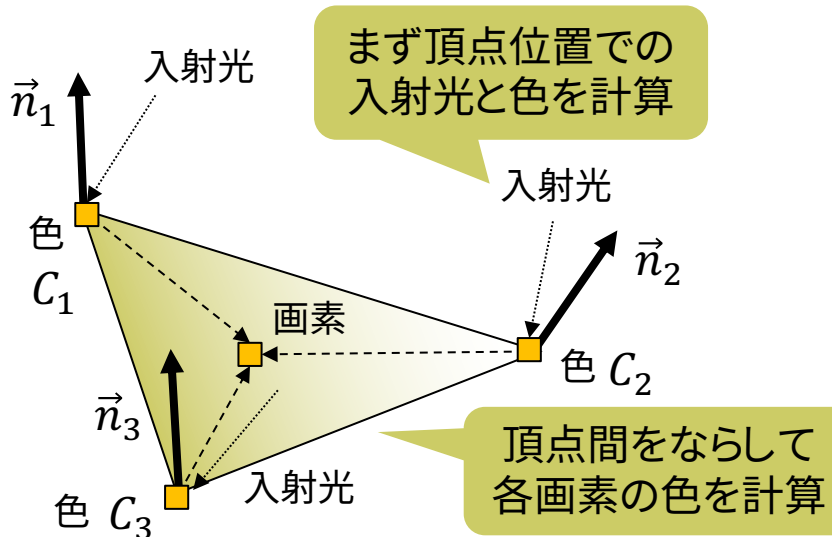 まず頂点位置での
入射光と色を計算
入射光
n⃗₁
入射光
色
C₁
n⃗₂
画素
色 C₂
n⃗₃
頂点間をならして
各画素の色を計算
入射光
色 C₃